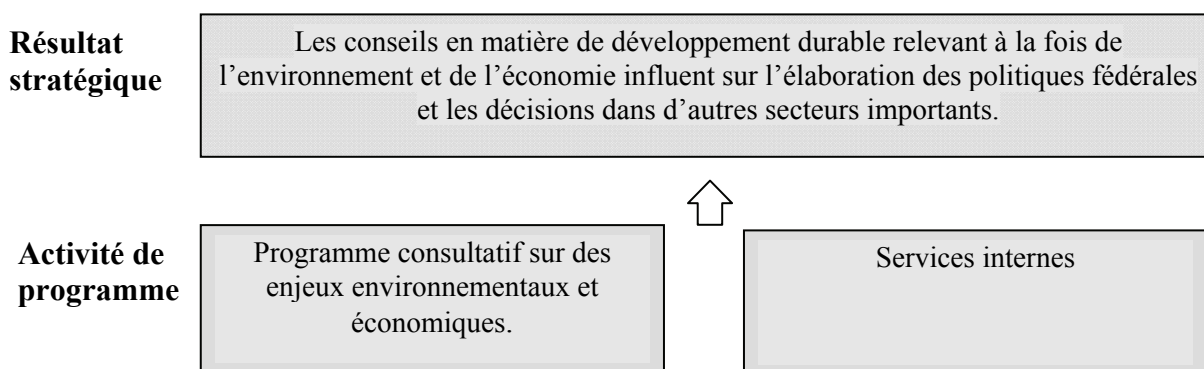 Résultat
stratégique
Les conseils en matière de développement durable relevant à la fois de
l’environnement et de l’économie influent sur l’élaboration des politiques fédérales
et les décisions dans d’autres secteurs importants.
Activité de
programme
Programme consultatif sur des
enjeux environnementaux et
économiques.
Services internes